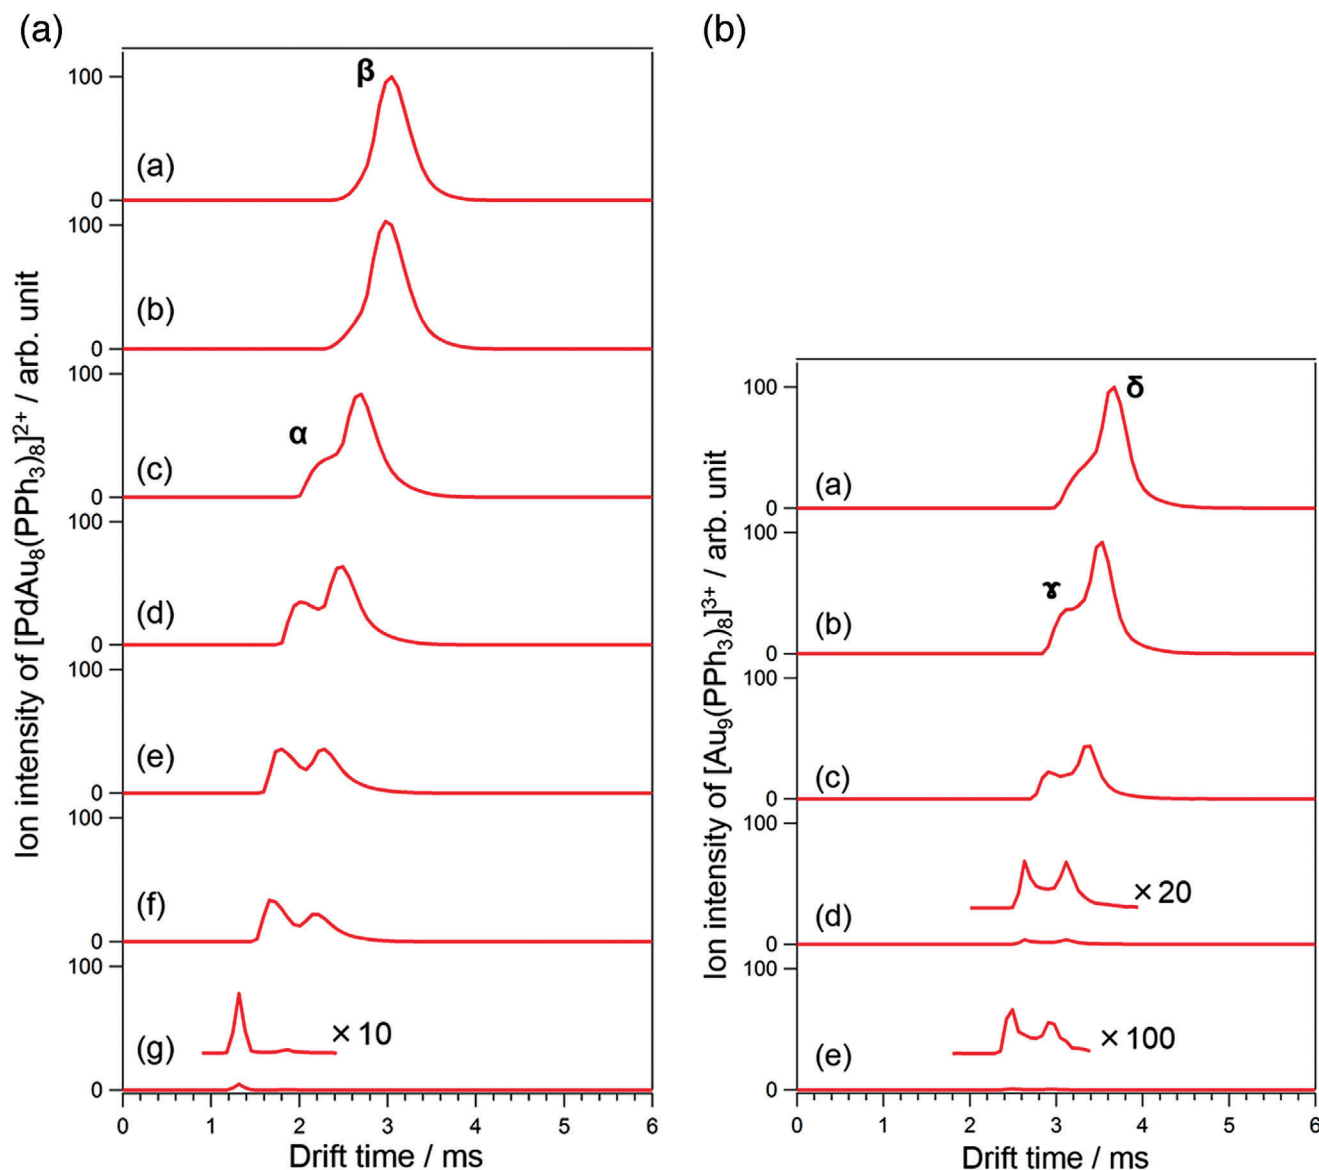 (a)
Ion intensity of [PdAu₈(PPh₃)₈]²⁺ / arb. unit
100
β
(a)
0
100
(b)
0
100
α
(c)
0
100
(d)
0
100
(e)
0
100
(f)
0
100
(g)
×10
0
0 1 2 3 4 5 6
Drift time / ms
(b)
Ion intensity of [Au₉(PPh₃)₈]³⁺ / arb. unit
100
δ
(a)
0
100
γ
(b)
0
100
(c)
0
100
(d)
×20
0
100
(e)
×100
0
0 1 2 3 4 5 6
Drift time / ms